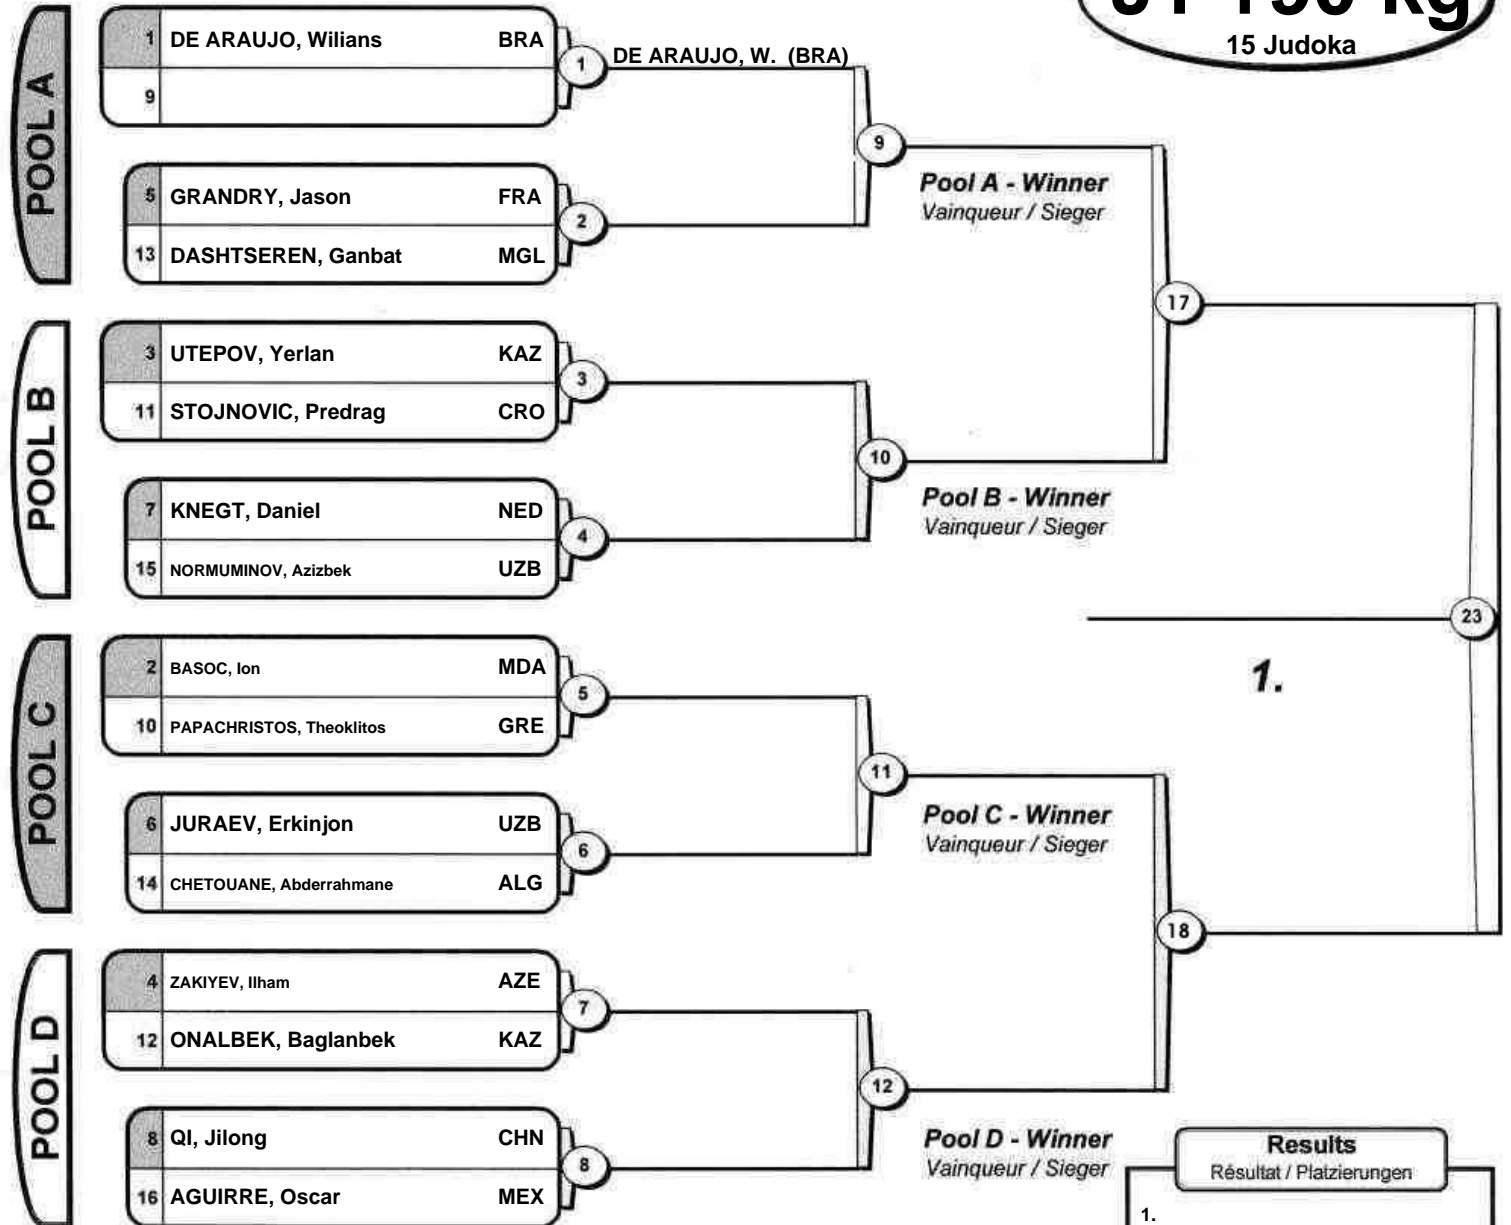 15 Judoka
POOL A
1 DE ARAUJO, Wilians BRA
9
1
DE ARAUJO, W. (BRA)
5 GRANDRY, Jason FRA
13 DASHTSEREN, Ganbat MGL
2
9
Pool A - Winner
Vainqueur / Sieger
17
POOL B
3 UTEPOV, Yerlan KAZ
11 STOJNOVIC, Predrag CRO
3
7 KNEGT, Daniel NED
15 NORMUMINOV, Azizbek UZB
4
10
Pool B - Winner
Vainqueur / Sieger
23
1.
POOL C
2 BASOC, Ion MDA
10 PAPACHRISTOS, Theoklitos GRE
5
6 JURAEV, Erkinjon UZB
14 CHETOUANE, Abderrahmane ALG
6
11
Pool C - Winner
Vainqueur / Sieger
18
POOL D
4 ZAKIYEV, Ilham AZE
12 ONALBEK, Baglanbek KAZ
7
8 QI, Jilong CHN
16 AGUIRRE, Oscar MEX
8
12
Pool D - Winner
Vainqueur / Sieger
Results
Résultat / Platzierungen
1.